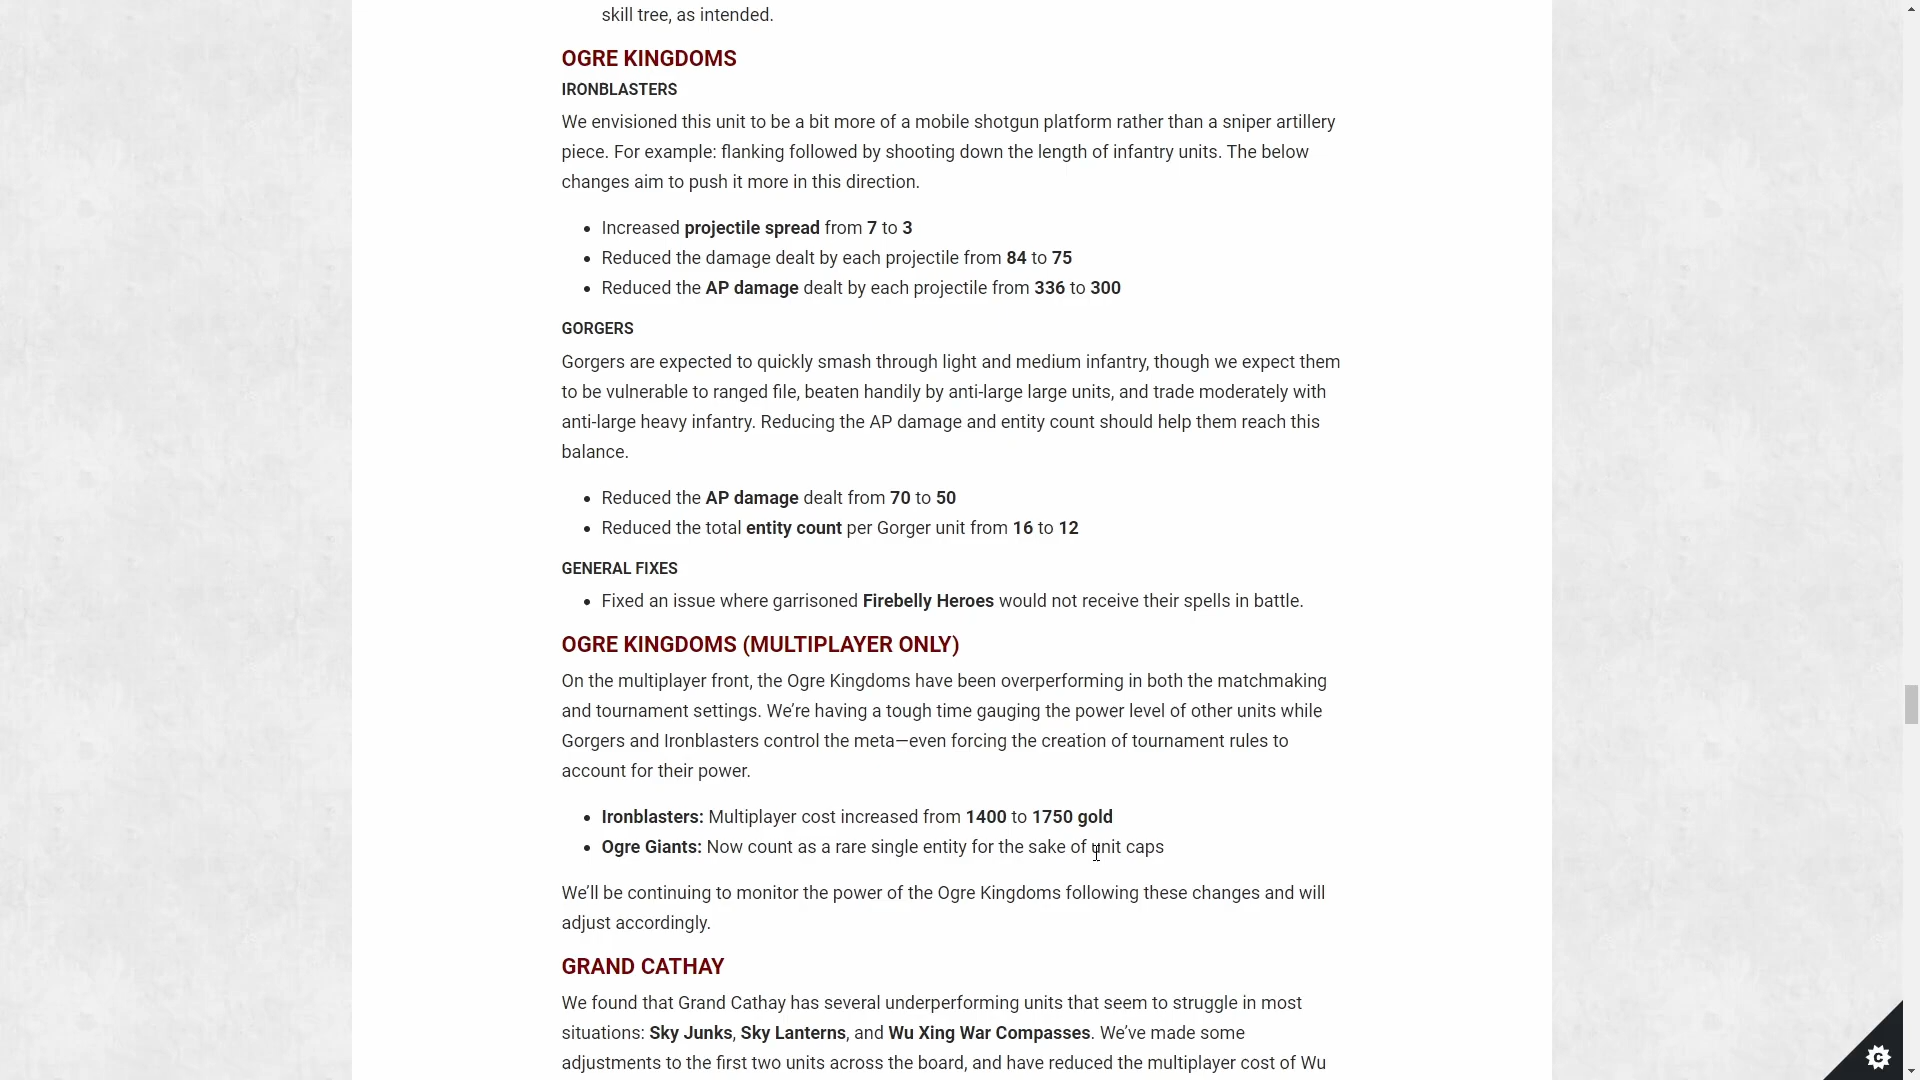 skill tree, as intended.
OGRE KINGDOMS
IRONBLASTERS
We envisioned this unit to be a bit more of a mobile shotgun platform rather than a sniper artillery
piece. For example: flanking followed by shooting down the length of infantry units. The below
changes aim to push it more in this direction.
• Increased projectile spread from 7 to 3
• Reduced the damage dealt by each projectile from 84 to 75
• Reduced the AP damage dealt by each projectile from 336 to 300
GORGERS
Gorgers are expected to quickly smash through light and medium infantry, though we expect them
to be vulnerable to ranged file, beaten handily by anti-large large units, and trade moderately with
anti-large heavy infantry. Reducing the AP damage and entity count should help them reach this
balance.
• Reduced the AP damage dealt from 70 to 50
• Reduced the total entity count per Gorger unit from 16 to 12
GENERAL FIXES
• Fixed an issue where garrisoned Firebelly Heroes would not receive their spells in battle.
OGRE KINGDOMS (MULTIPLAYER ONLY)
On the multiplayer front, the Ogre Kingdoms have been overperforming in both the matchmaking
and tournament settings. We’re having a tough time gauging the power level of other units while
Gorgers and Ironblasters control the meta—even forcing the creation of tournament rules to
account for their power.
• Ironblasters: Multiplayer cost increased from 1400 to 1750 gold
• Ogre Giants: Now count as a rare single entity for the sake of unit caps
We’ll be continuing to monitor the power of the Ogre Kingdoms following these changes and will
adjust accordingly.
GRAND CATHAY
We found that Grand Cathay has several underperforming units that seem to struggle in most
situations: Sky Junks, Sky Lanterns, and Wu Xing War Compasses. We’ve made some
adjustments to the first two units across the board, and have reduced the multiplayer cost of Wu